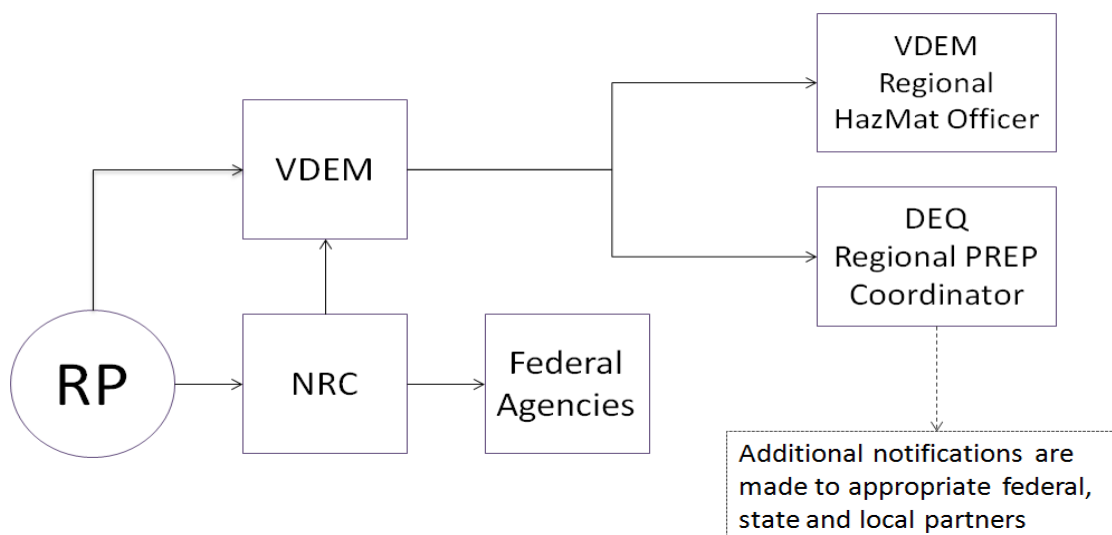 VDEM
Regional
HazMat Officer
VDEM
DEQ
Regional PREP
Coordinator
RP
NRC
Federal
Agencies
Additional notifications are
made to appropriate federal,
state and local partners